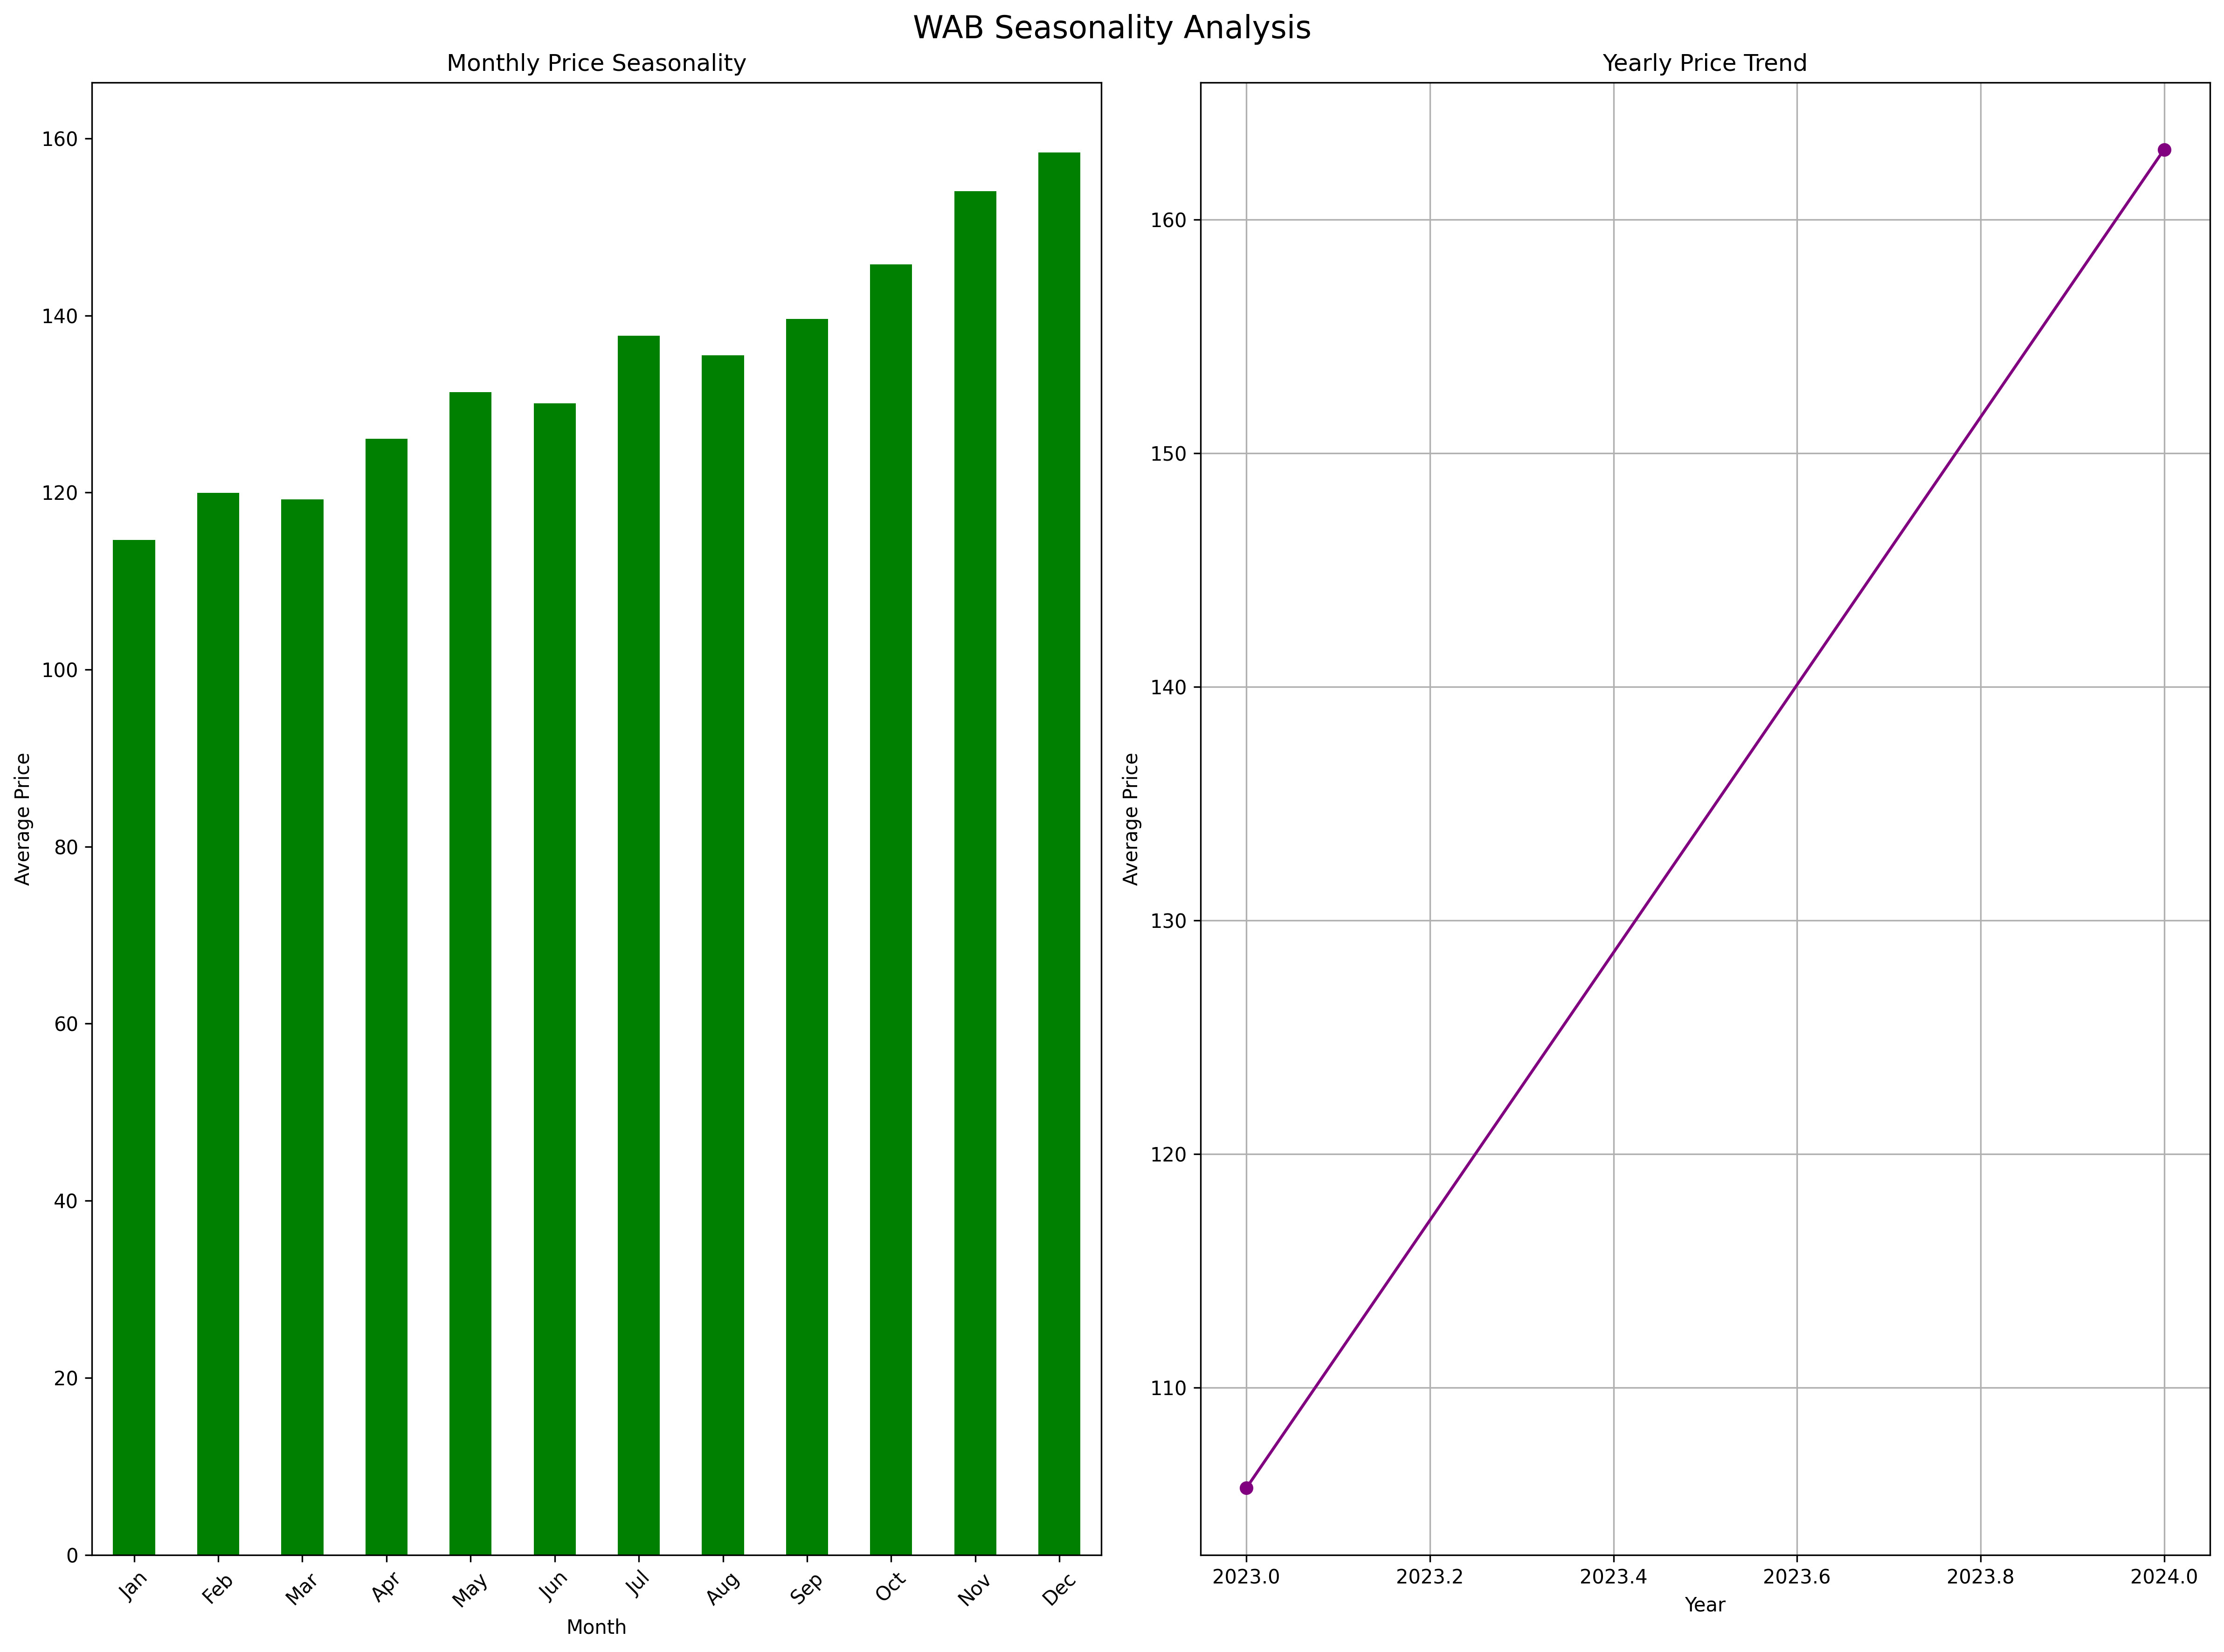 WAB Seasonality Analysis
Monthly Price Seasonality
Average Price
160
140
120
100
80
60
40
20
0
Jan
Feb
Mar
Apr
May
Jun
Jul
Aug
Sep
Oct
Nov
Dec
Month
Yearly Price Trend
Average Price
160
150
140
130
120
110
2023.0
2023.2
2023.4
2023.6
2023.8
2024.0
Year